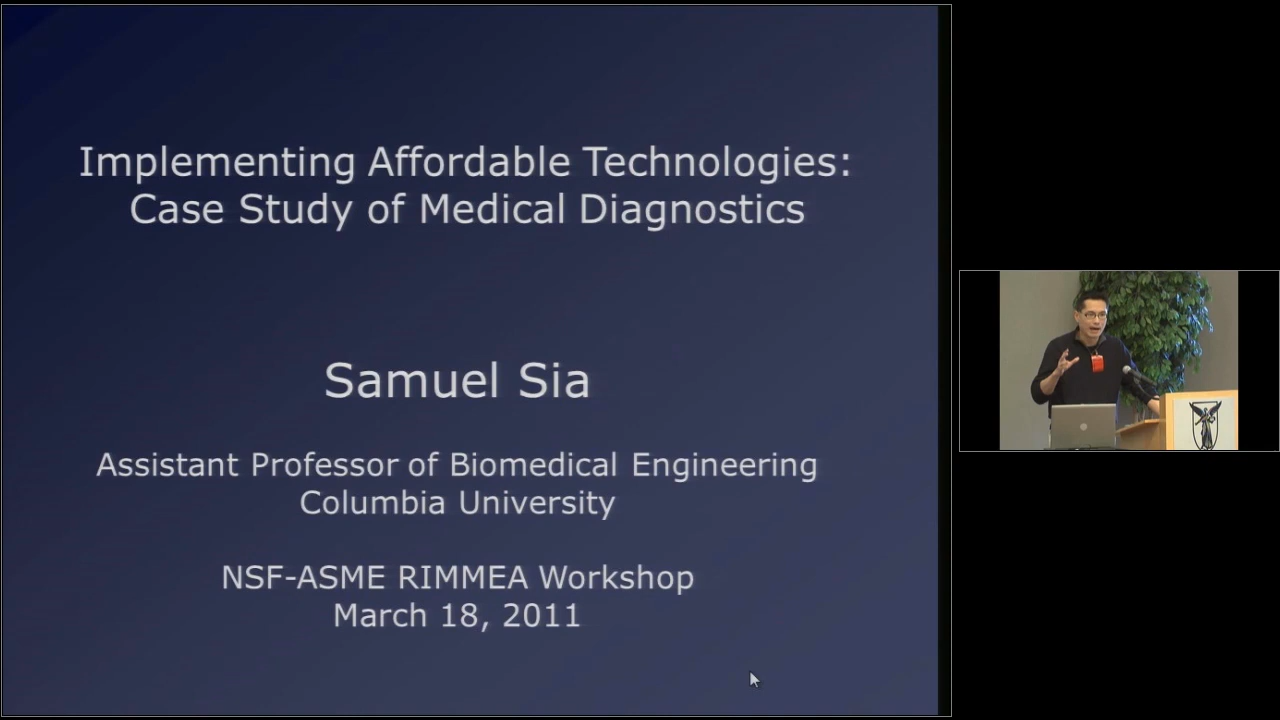 Implementing Affordable Technologies:
Case Study of Medical Diagnostics
Samuel Sia
Assistant Professor of Biomedical Engineering
Columbia University
NSF-ASME RIMMEA Workshop
March 18, 2011